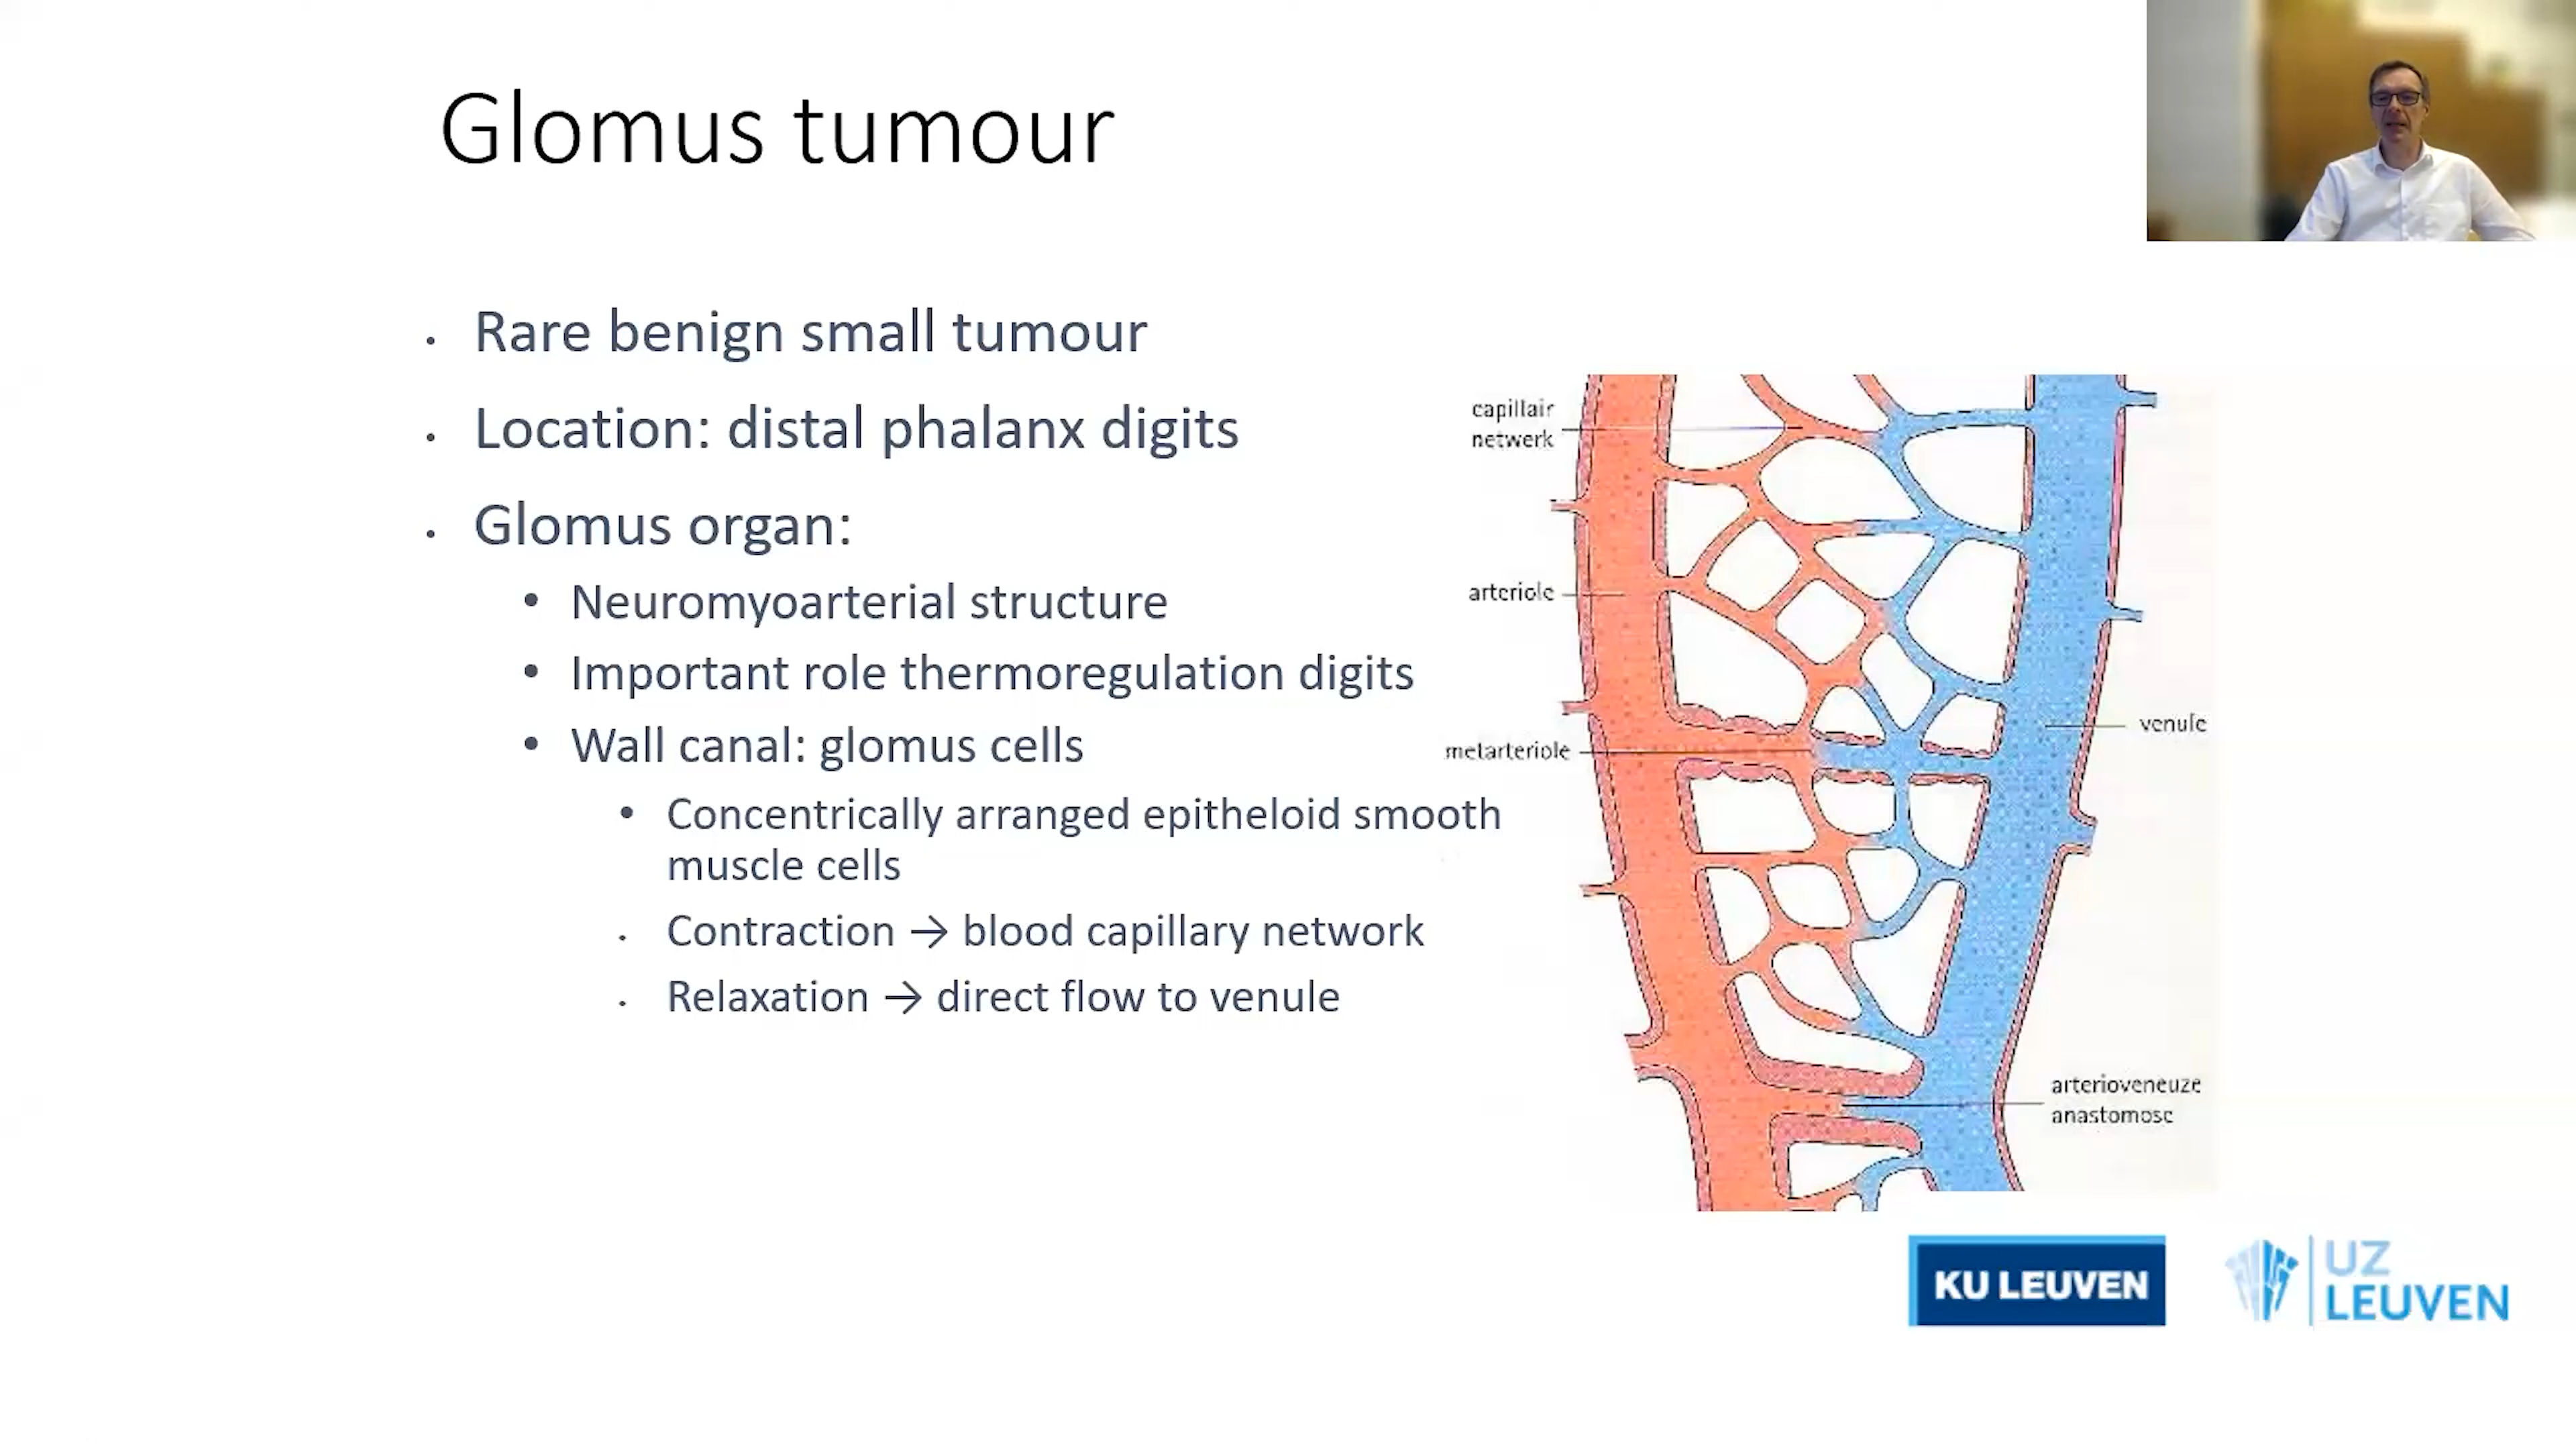 Glomus tumour
• Rare benign small tumour
• Location: distal phalanx digits
• Glomus organ:
• Neuromyoarterial structure
• Important role thermoregulation digits
• Wall canal: glomus cells
• Concentrically arranged epitheloid smooth
muscle cells
• Contraction → blood capillary network
• Relaxation → direct flow to venule
capillair
netwerk
arteriole
metarteriole
venule
arterioveneuze
anastomose
KU LEUVEN
UZ
LEUVEN